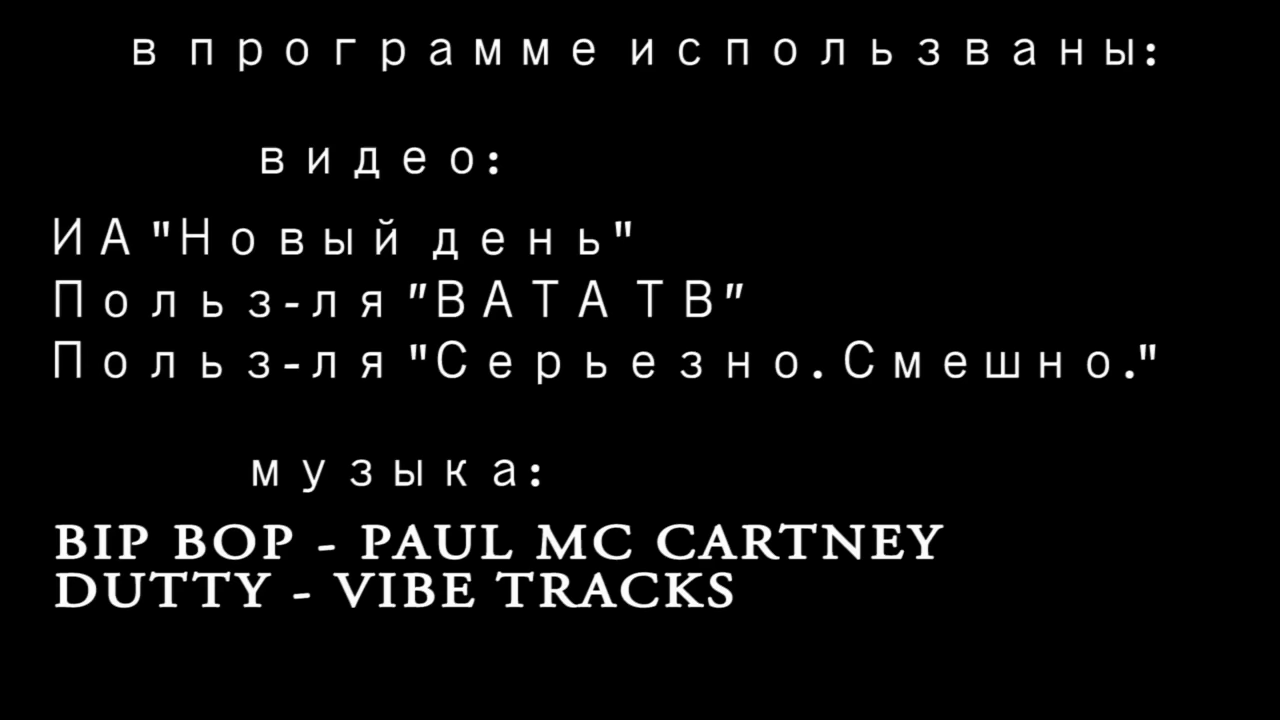 в программе использваны:
видео:
ИА "Новый день"
Польз-ля "ВАТА ТВ"
Польз-ля "Серьезно. Смешно."
музыка:
BIP BOP - PAUL MC CARTNEY
DUTTY - VIBE TRACKS